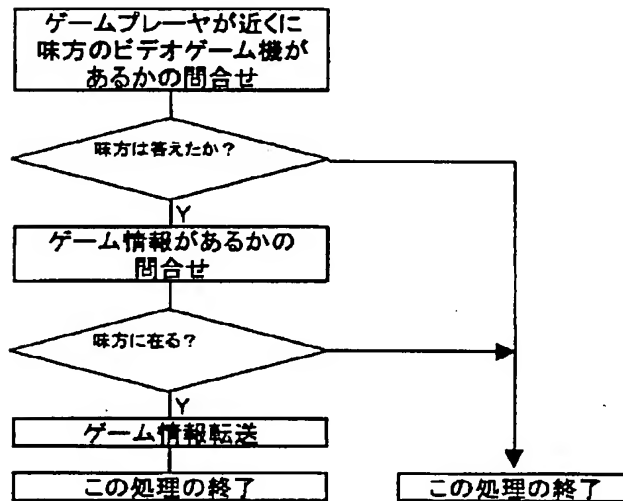 ゲームプレーヤが近くに
味方のビデオゲーム機が
あるかの問合せ
味方は答えたか？
Y
ゲーム情報があるかの
問合せ
味方に在る？
Y
ゲーム情報転送
この処理の終了
この処理の終了